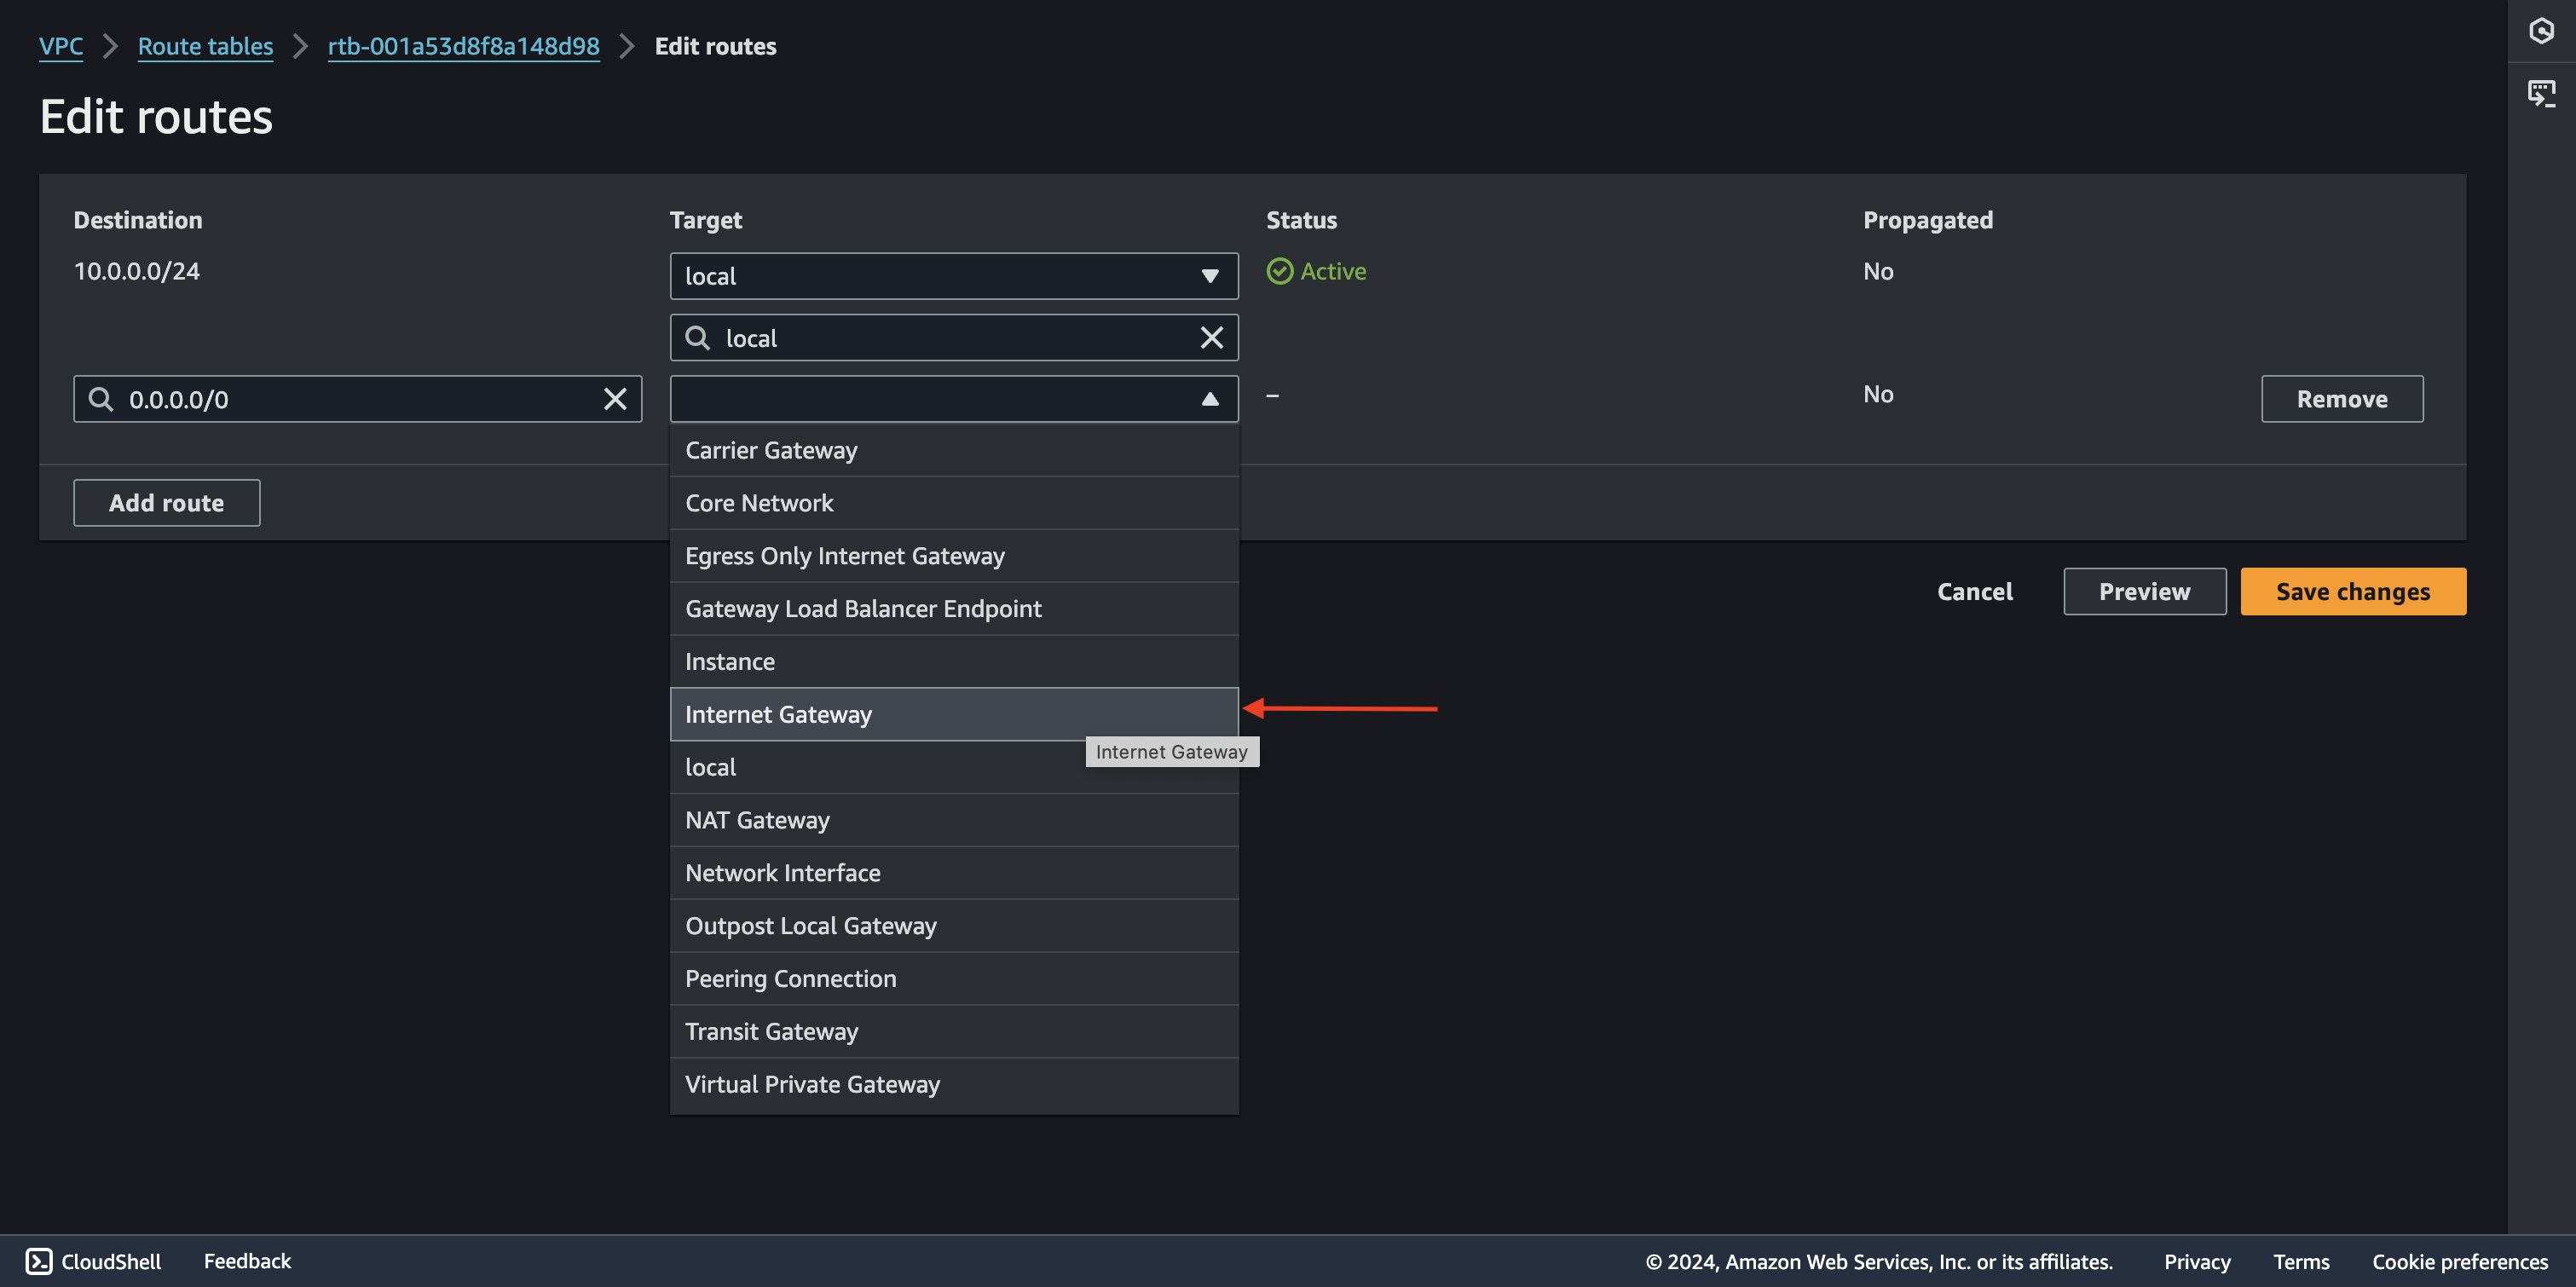 VPC > Route tables > rtb-001a53d8f8a148d98 > Edit routes
Edit routes
Destination Target Status Propagated
10.0.0.0/24 local Active No
local
0.0.0.0/0 – No Remove
Carrier Gateway
Add route Core Network
Egress Only Internet Gateway
Cancel Preview Save changes
Gateway Load Balancer Endpoint
Instance
Internet Gateway
Internet Gateway
local
NAT Gateway
Network Interface
Outpost Local Gateway
Peering Connection
Transit Gateway
Virtual Private Gateway
CloudShell Feedback © 2024, Amazon Web Services, Inc. or its affiliates. Privacy Terms Cookie preferences